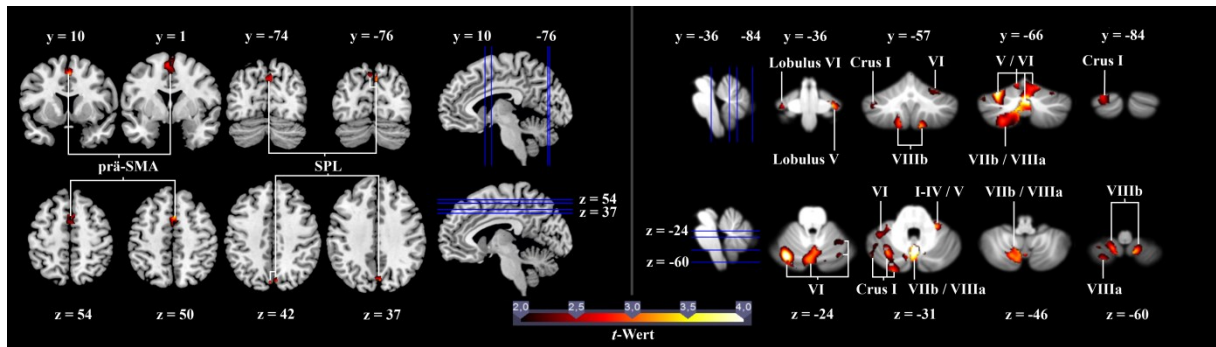 y = 10 y = 1 y = -74 y = -76 y = 10 -76
prä-SMA SPL
z = 54
z = 37
z = 54 z = 50 z = 42 z = 37
y = -36 -84 y = -36 y = -57 y = -66 y = -84
Lobulus VI Crus I VI V / VI Crus I
Lobulus V VIIIb VIIb / VIIIa
VI I-IV / V VIIb / VIIIa VIIIb
z = -24
z = -60
VI Crus I VIIb / VIIIa VIIIa
z = -24 z = -31 z = -46 z = -60
2,0 2,5 3,0 3,5 4,0
t-Wert